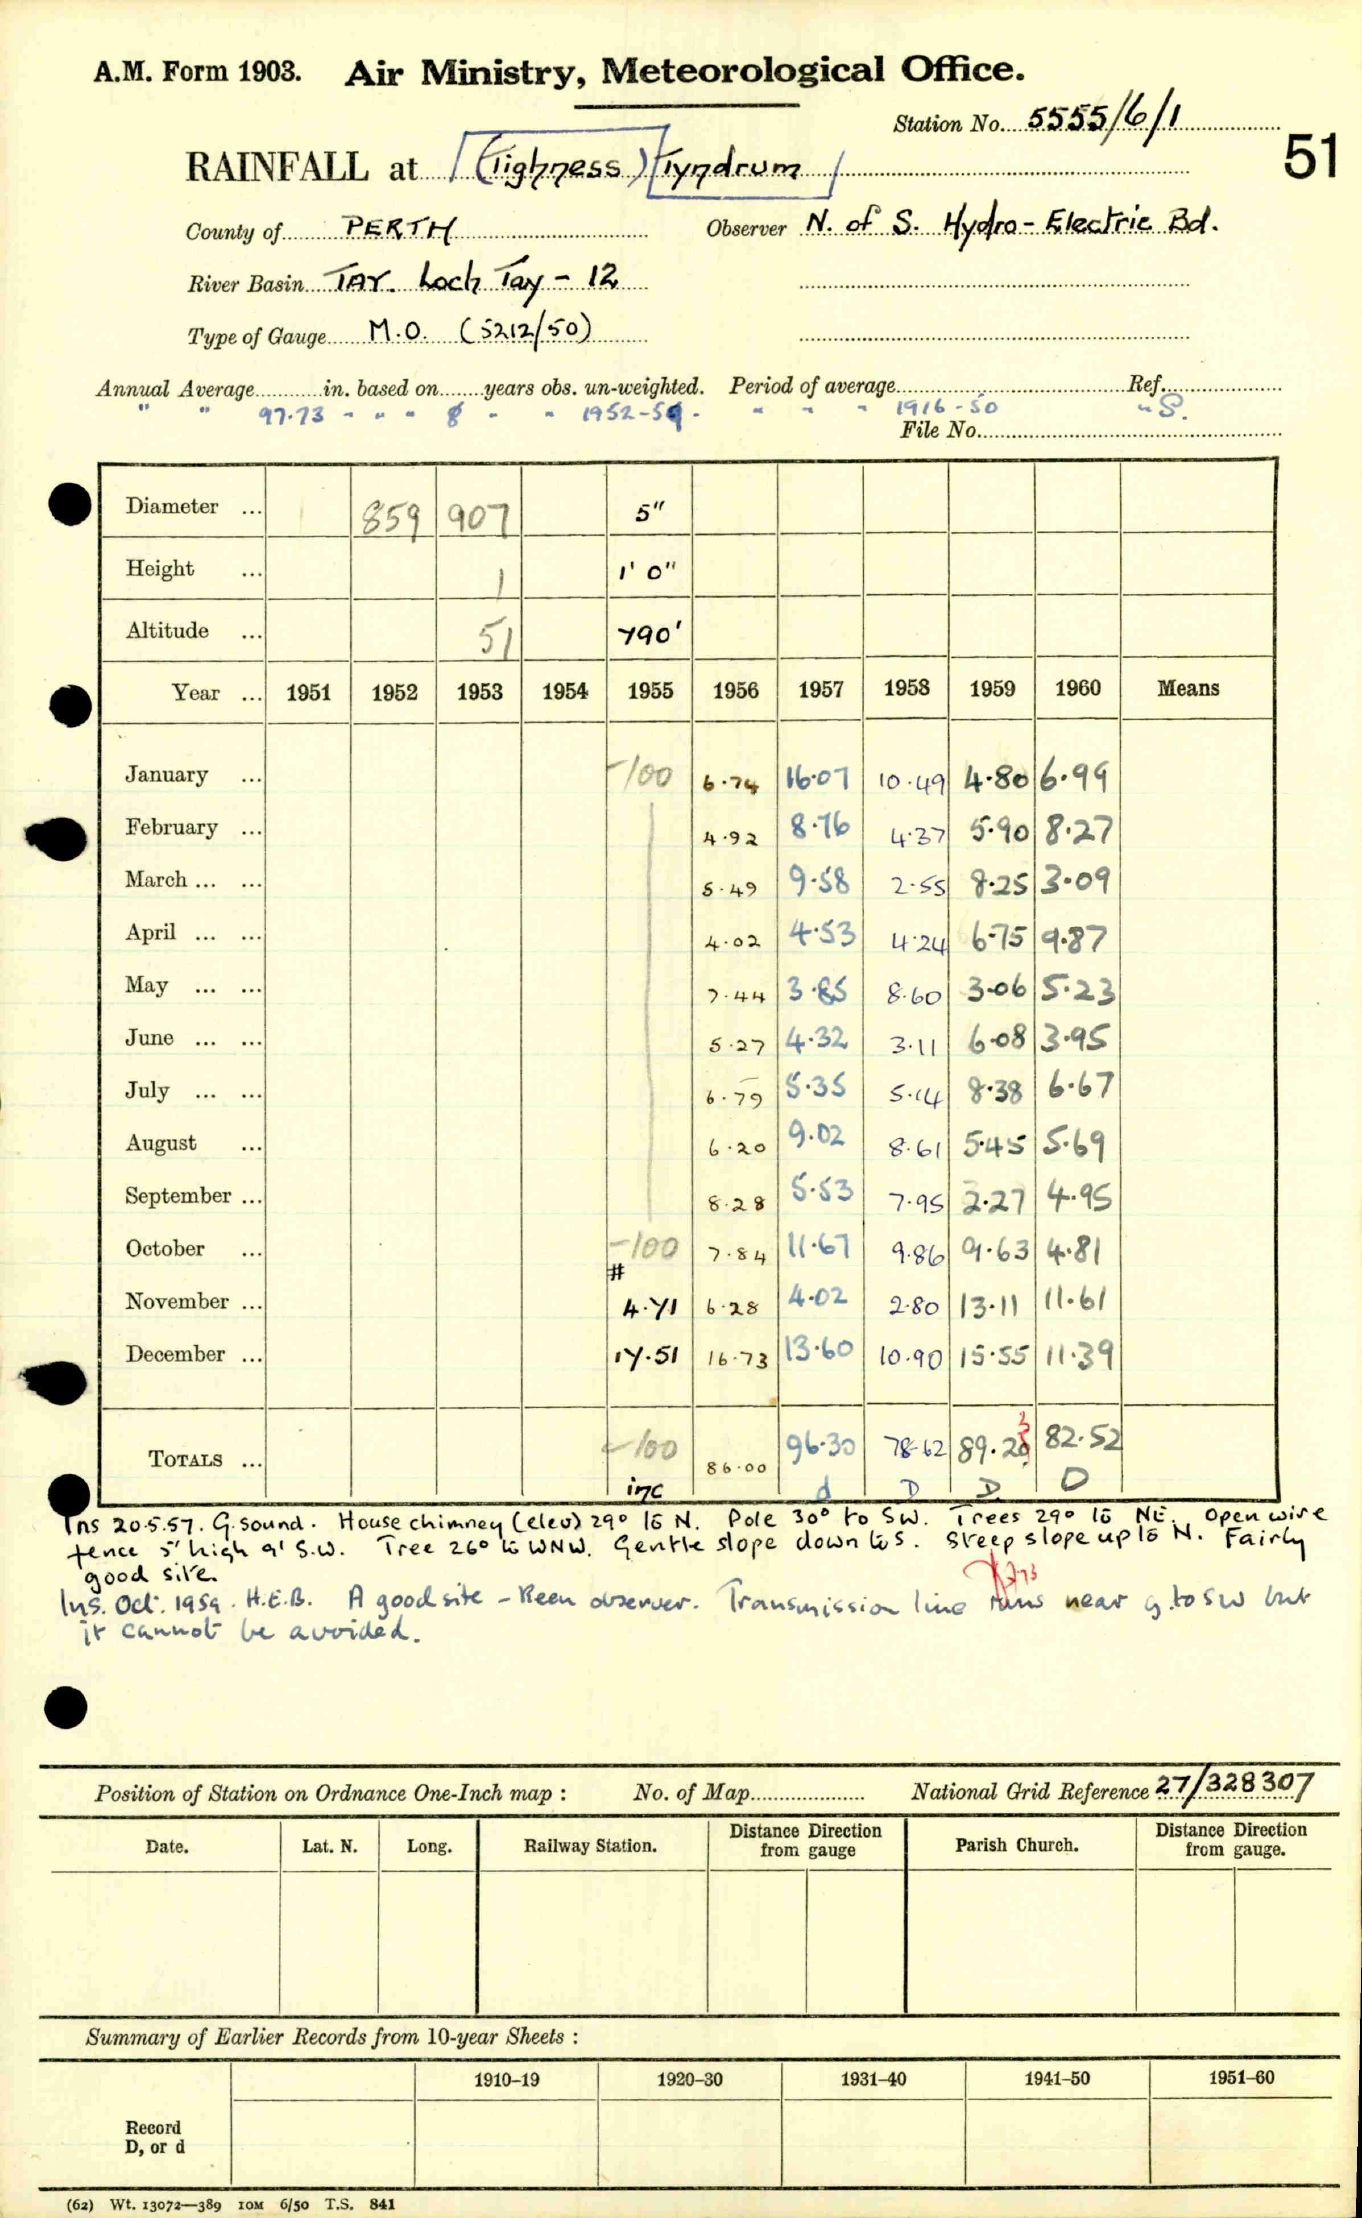 A.M. Form 1903. Air Ministry, Meteorological Office.
Station No. 5555/6/1
51
RAINFALL at (Tighness) Tyndrum
County of PERTH Observer N. of S. Hydro-Electric Bd.
River Basin TAY. Loch Tay - 12
Type of Gauge M.O. (5212/50)
Annual Average in. based on years obs. un-weighted. Period of average Ref.
" " 97.73 - " " 8 - - 1952-59 - " - - 1916-50 "S.
File No.
Diameter ... 859 907 5"
Height ... 1 1' 0"
Altitude ... 51 790'
Year ... 1951 1952 1953 1954 1955 1956 1957 1958 1959 1960 Means
January ... -100 6.74 16.07 10.49 4.80 6.99
February ... 4.92 8.76 4.37 5.90 8.27
March ... ... 5.49 9.58 2.55 8.25 3.09
April ... ... 4.02 4.53 4.24 6.75 9.87
May ... ... 7.44 3.85 8.60 3.06 5.23
June ... ... 5.27 4.32 3.11 6.08 3.95
July ... ... 6.79 5.35 5.14 8.38 6.67
August ... 6.20 9.02 8.61 5.45 5.69
September ... 8.28 5.53 7.95 2.27 4.95
October ... -100 7.84 11.67 9.86 9.63 4.81
#
November ... 4.71 6.28 4.02 2.80 13.11 11.61
December ... 17.51 16.73 13.60 10.90 15.55 11.39
3
TOTALS ... -100 86.00 96.30 78.62 89.20 82.52
inc d D D D
Ins 20.5.57. G. sound. House chimney (elev) 29° to N. Pole 30° to SW. Trees 29° to NE. Open wire
fence 5' high 9' S.W. Tree 26° to WNW. Gentle slope down to S. Steep slope up to N. Fairly
good site.
Ins. Oct. 1959. H.E.B. A good site - Keen observer. Transmission line runs near g. to SW but
it cannot be avoided.
Position of Station on Ordnance One-Inch map : No. of Map National Grid Reference 27/328307
Date. Lat. N. Long. Railway Station. Distance Direction from gauge Parish Church. Distance Direction from gauge.
Summary of Earlier Records from 10-year Sheets :
1910–19 1920–30 1931–40 1941–50 1951–60
Record
D, or d
(62) Wt. 13072—389 10M 6/50 T.S. 841